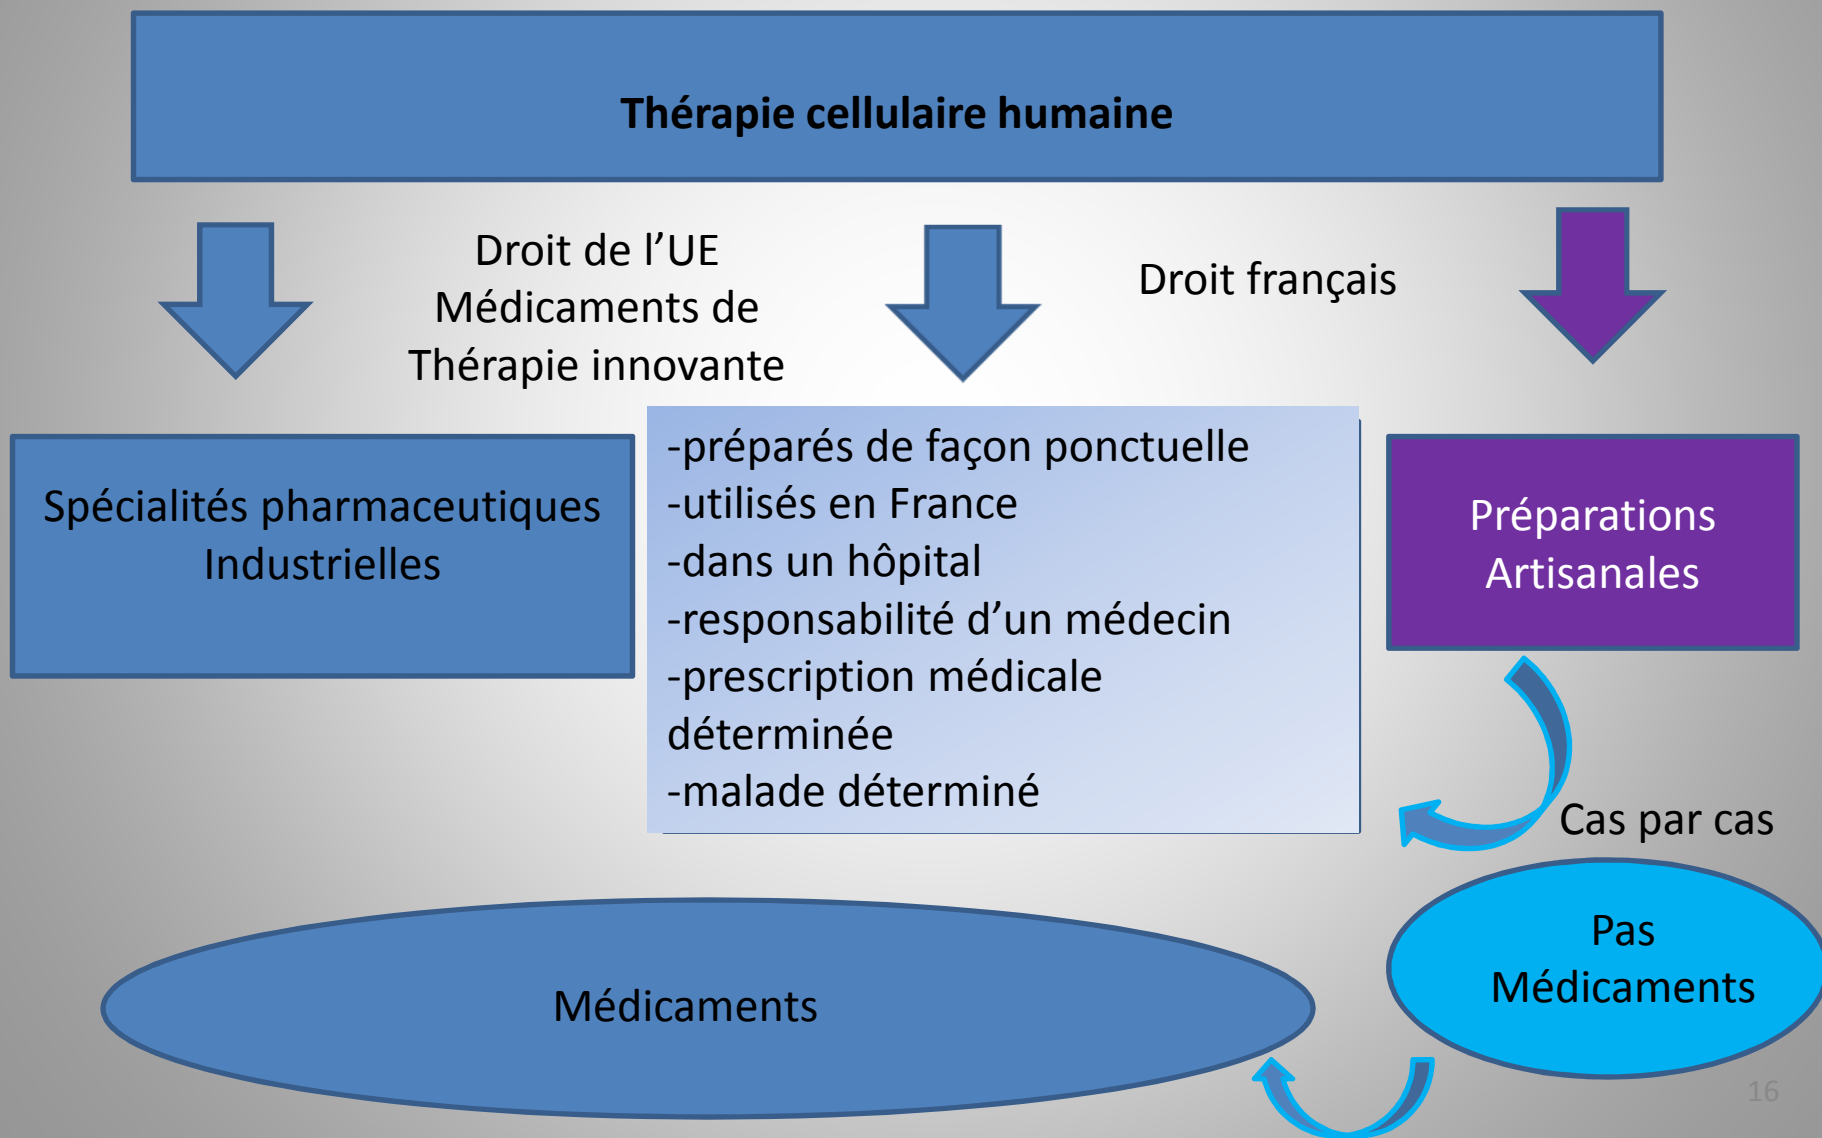 Thérapie cellulaire humaine
Droit de l’UE
Médicaments de
Thérapie innovante
Droit français
Spécialités pharmaceutiques
Industrielles
-préparés de façon ponctuelle
-utilisés en France
-dans un hôpital
-responsabilité d’un médecin
-prescription médicale
déterminée
-malade déterminé
Préparations
Artisanales
Cas par cas
Pas
Médicaments
Médicaments
16